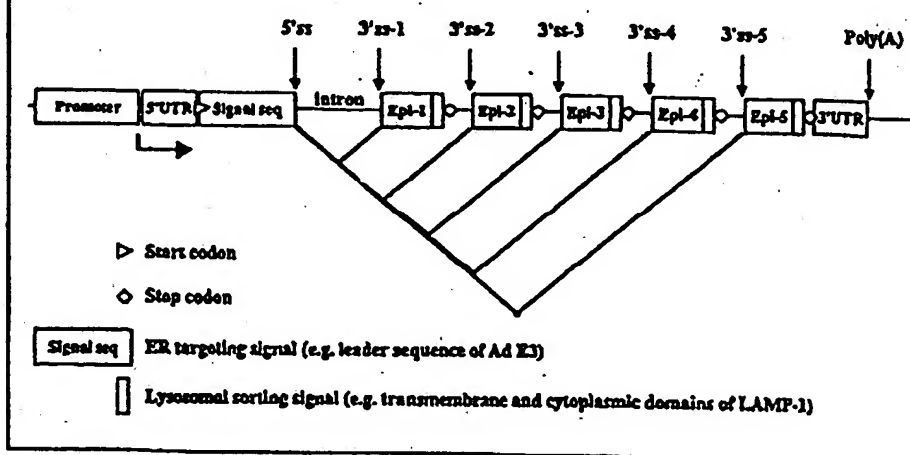 5'ss 3'ss-1 3'ss-2 3'ss-3 3'ss-4 3'ss-5 Poly(A)
Promoter 5'UTR Signal seq intron Epi-1 Epi-2 Epi-3 Epi-4 Epi-5 3'UTR
Start codon
Stop codon
Signal seq ER targeting signal (e.g. leader sequence of Ad E3)
Lysosomal sorting signal (e.g. transmembrane and cytoplasmic domains of LAMP-1)